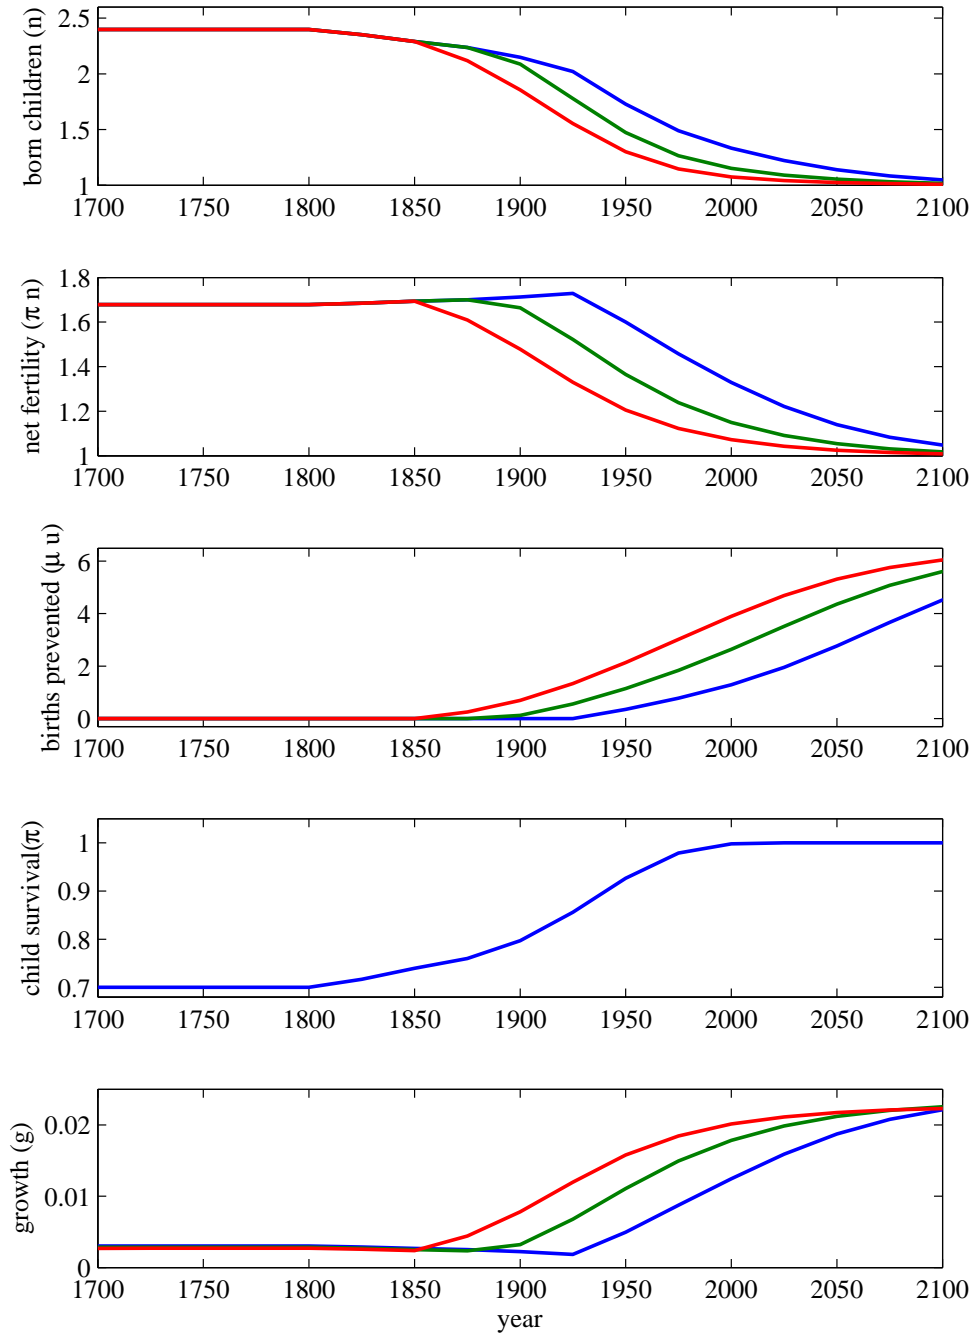 born children (n)
2.5
2
1.5
1
1700 1750 1800 1850 1900 1950 2000 2050 2100
net fertility (π n)
1.8
1.6
1.4
1.2
1
1700 1750 1800 1850 1900 1950 2000 2050 2100
births prevented (μ u)
6
4
2
0
1700 1750 1800 1850 1900 1950 2000 2050 2100
child survival(π)
1
0.9
0.8
0.7
1700 1750 1800 1850 1900 1950 2000 2050 2100
growth (g)
0.02
0.01
0
1700 1750 1800 1850 1900 1950 2000 2050 2100
year